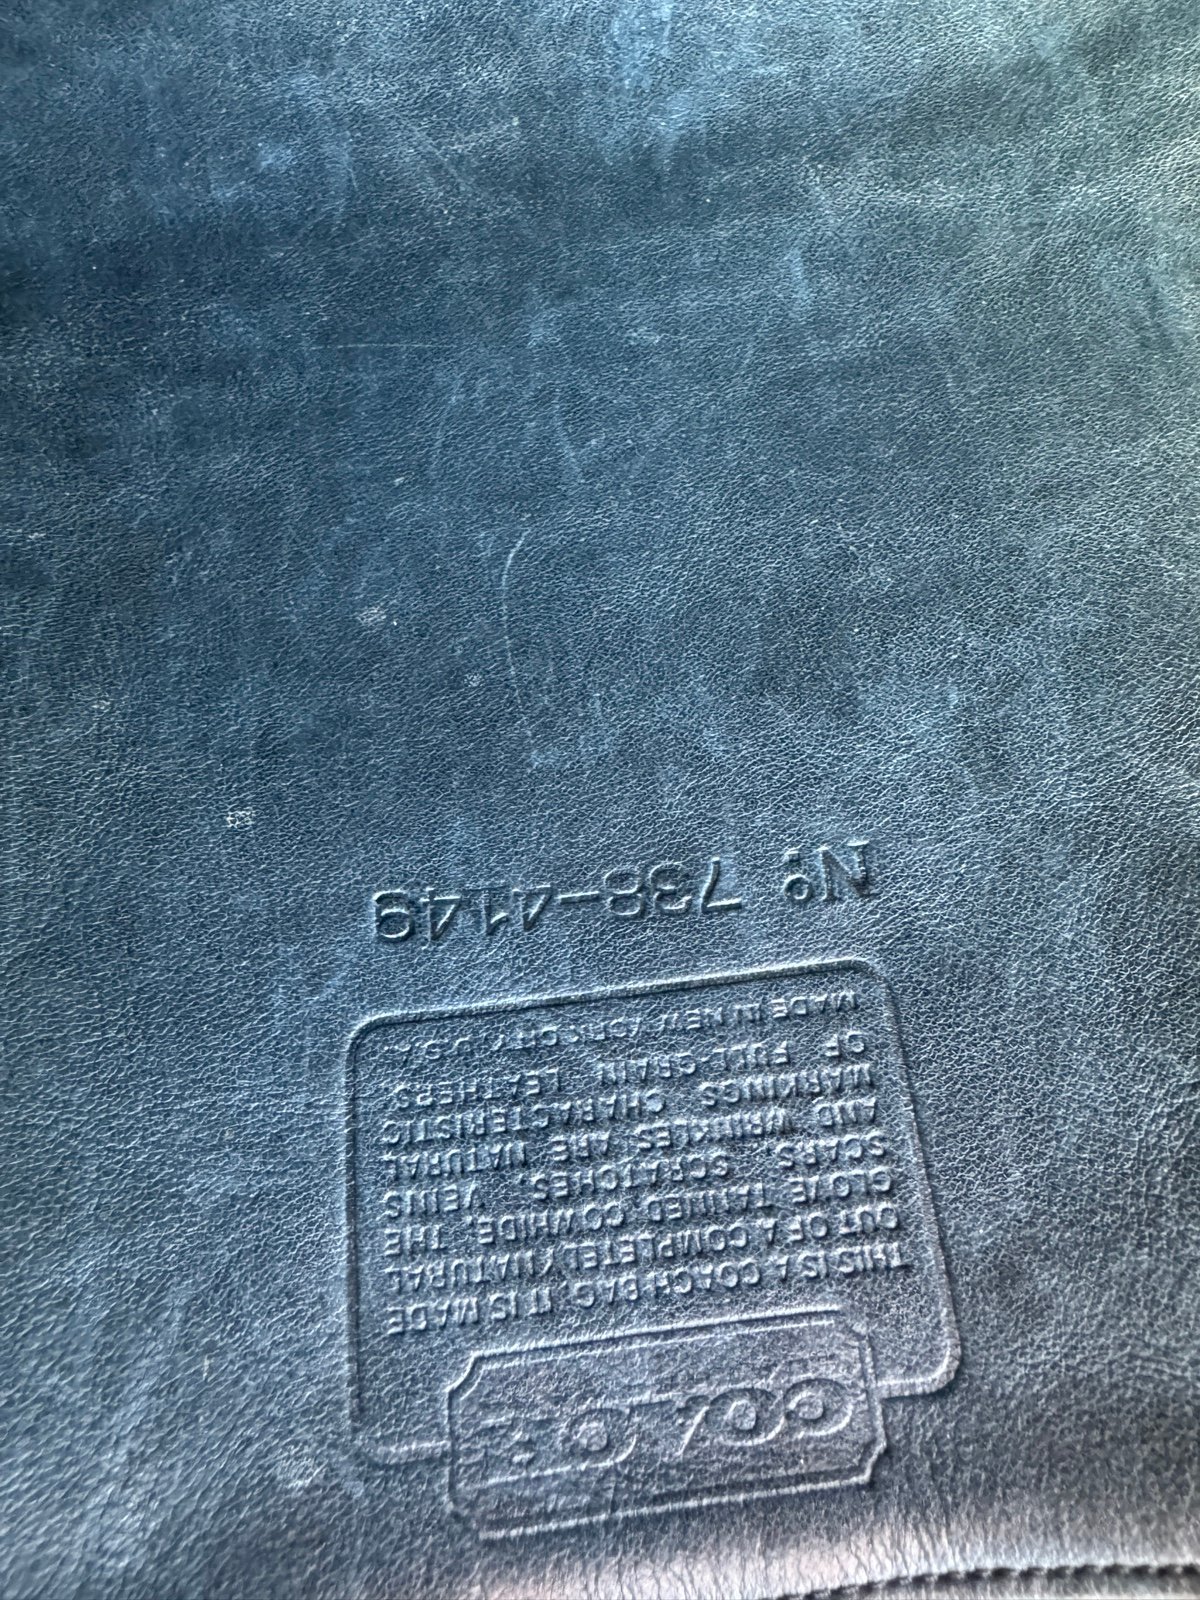 COACH
THIS IS A COACH BAG. IT IS MADE
OUT OF A COMPLETELY NATURAL
GLOVE TANNED COWHIDE. THE
SCARS, SCRATCHES, VEINS
AND WRINKLES ARE NATURAL
MARKINGS CHARACTERISTIC
OF FULL-GRAIN LEATHERS.
MADE IN NEW YORK CITY, U.S.A.
Nº 738-4149